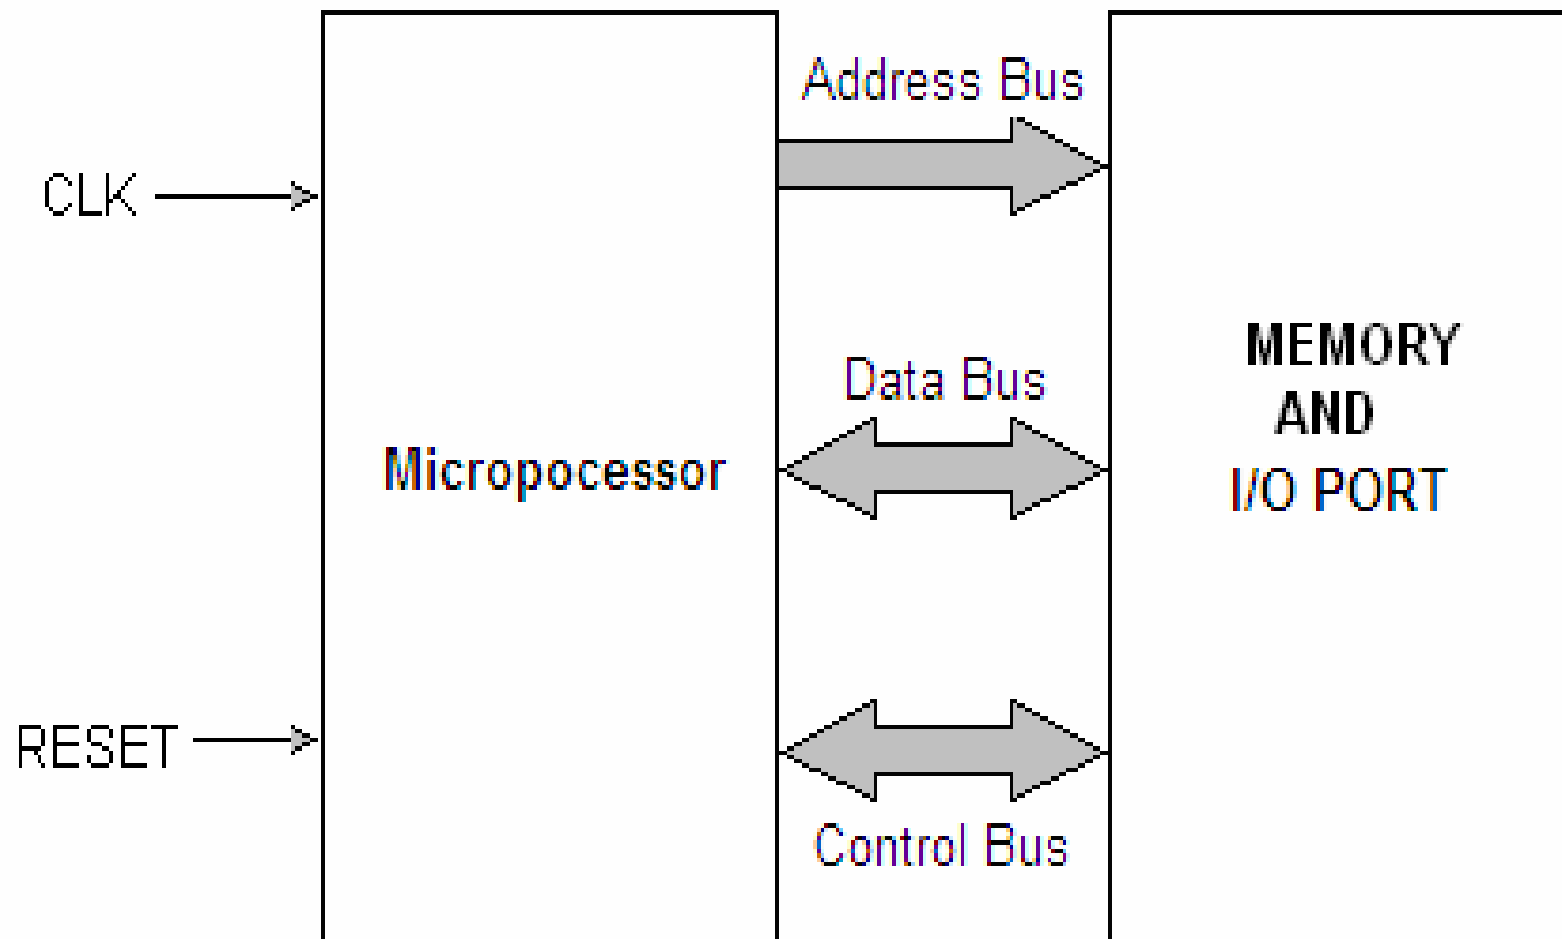 Address Bus
CLK
Data Bus
MEMORY
AND
I/O PORT
Micropocessor
RESET
Control Bus